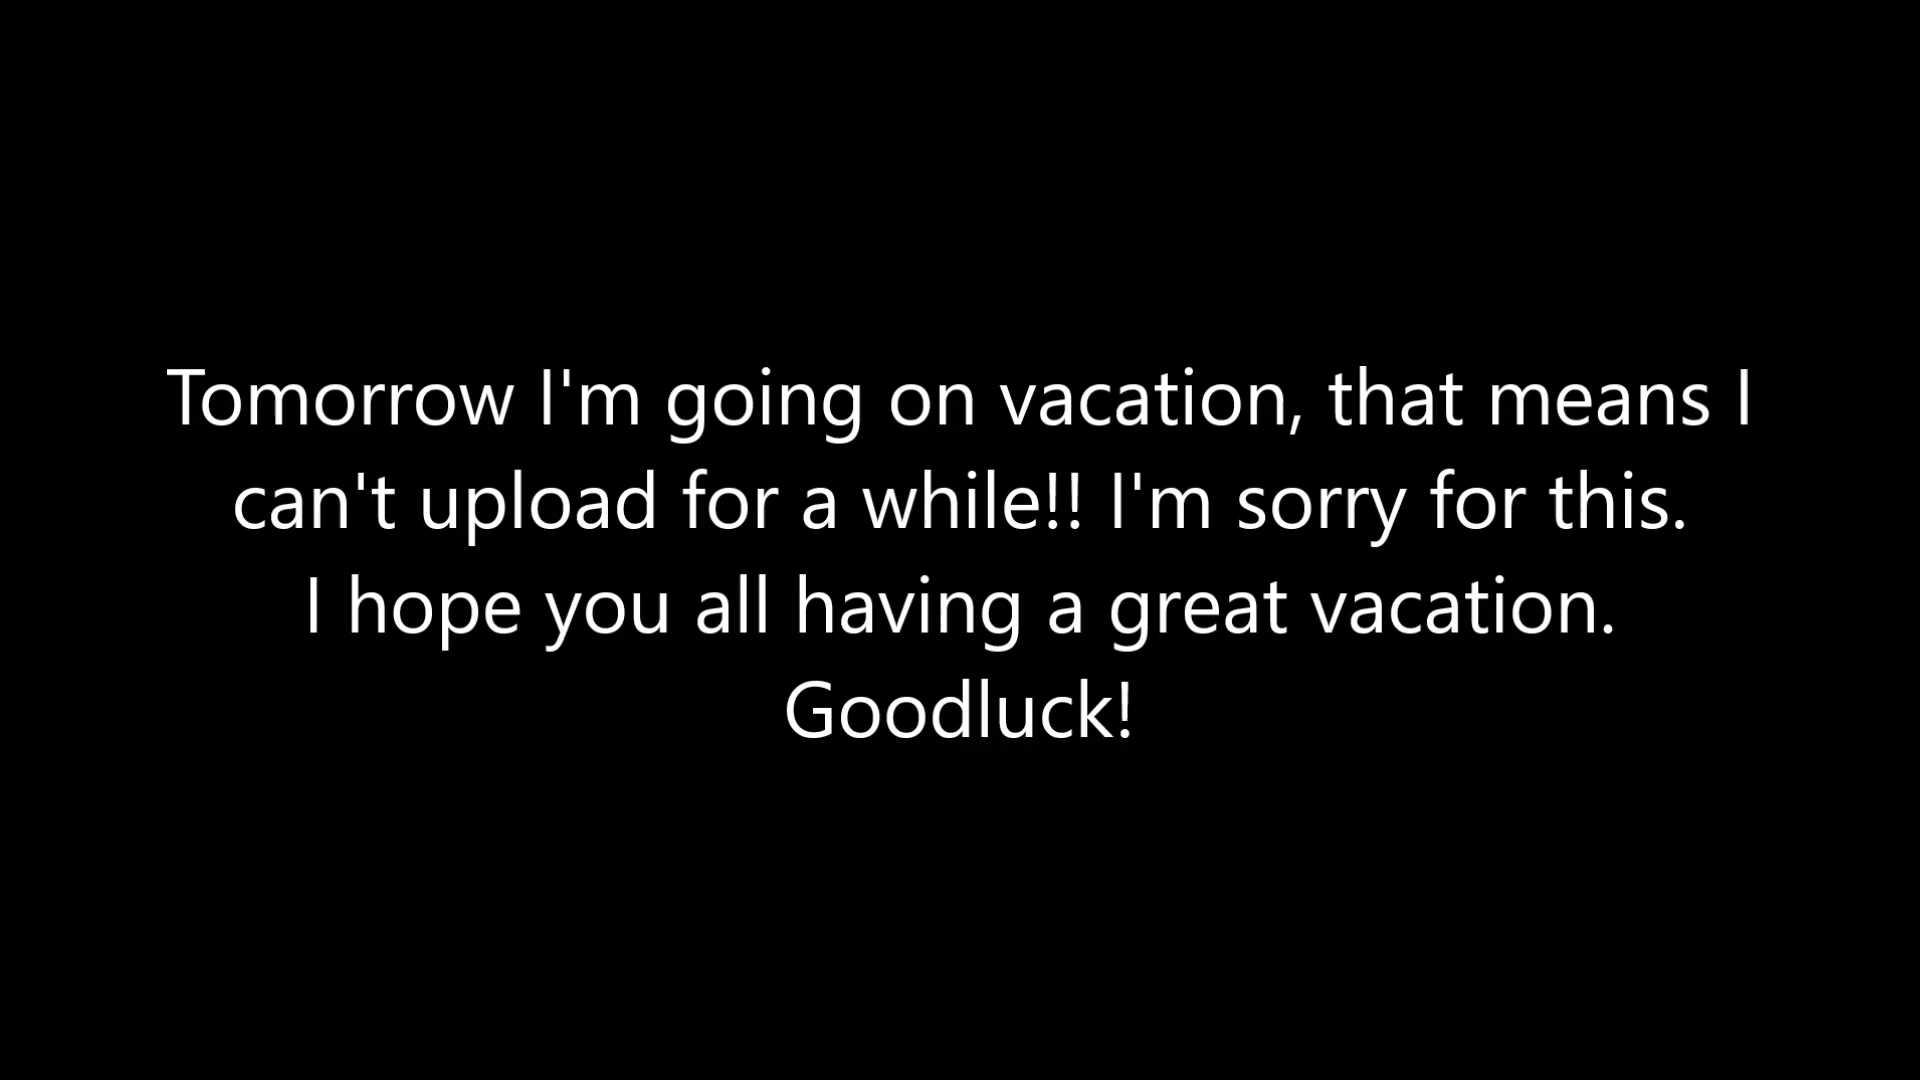 Tomorrow I'm going on vacation, that means I
can't upload for a while!! I'm sorry for this.
I hope you all having a great vacation.
Goodluck!